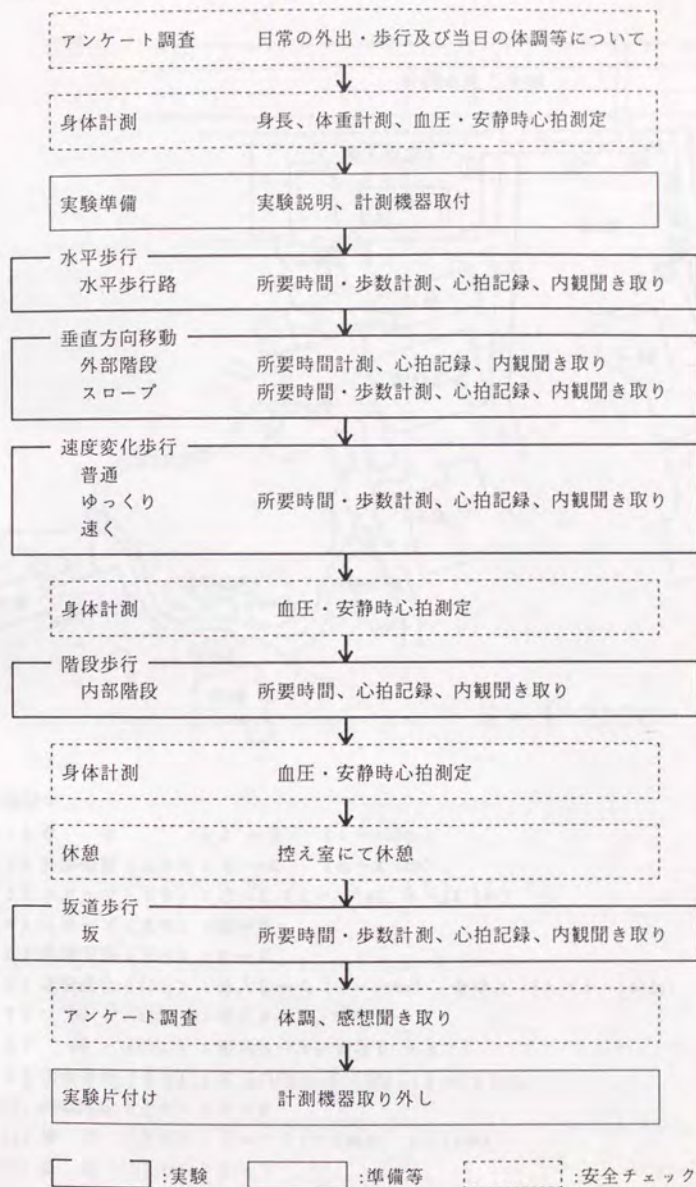 アンケート調査 日常の外出・歩行及び当日の体調等について
身体計測 身長、体重計測、血圧・安静時心拍測定
実験準備 実験説明、計測機器取付
水平歩行
水平歩行路 所要時間・歩数計測、心拍記録、内観聞き取り
垂直方向移動
外部階段 所要時間計測、心拍記録、内観聞き取り
スロープ 所要時間・歩数計測、心拍記録、内観聞き取り
速度変化歩行
普通
ゆっくり 所要時間・歩数計測、心拍記録、内観聞き取り
速く
身体計測 血圧・安静時心拍測定
階段歩行
内部階段 所要時間、心拍記録、内観聞き取り
身体計測 血圧・安静時心拍測定
休憩 控え室にて休憩
坂道歩行
坂 所要時間・歩数計測、心拍記録、内観聞き取り
アンケート調査 体調、感想聞き取り
実験片付け 計測機器取り外し
:実験 :準備等 :安全チェック